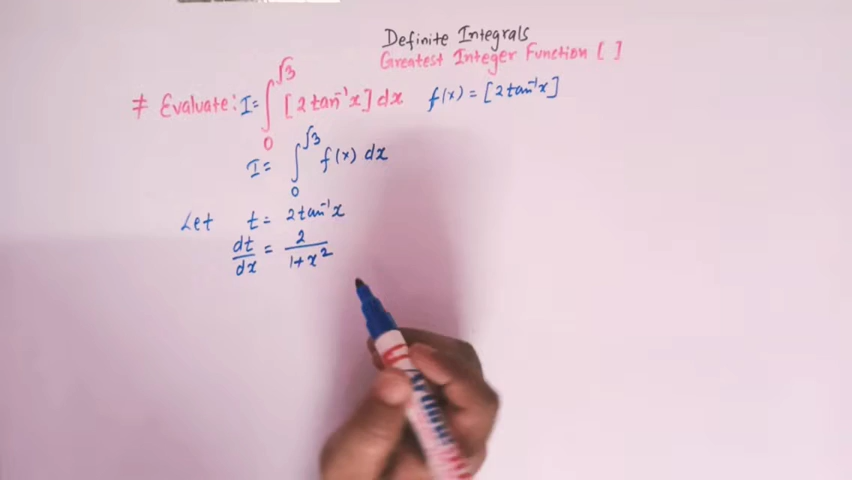 Definite Integrals
Greatest Integer Function [ ]
≠ Evaluate: I = ∫₀^√3 [2tan⁻¹x] dx f(x) = [2tan⁻¹x]
I = ∫₀^√3 f(x) dx
Let t = 2tan⁻¹x
dt/dx = 2/(1+x²)